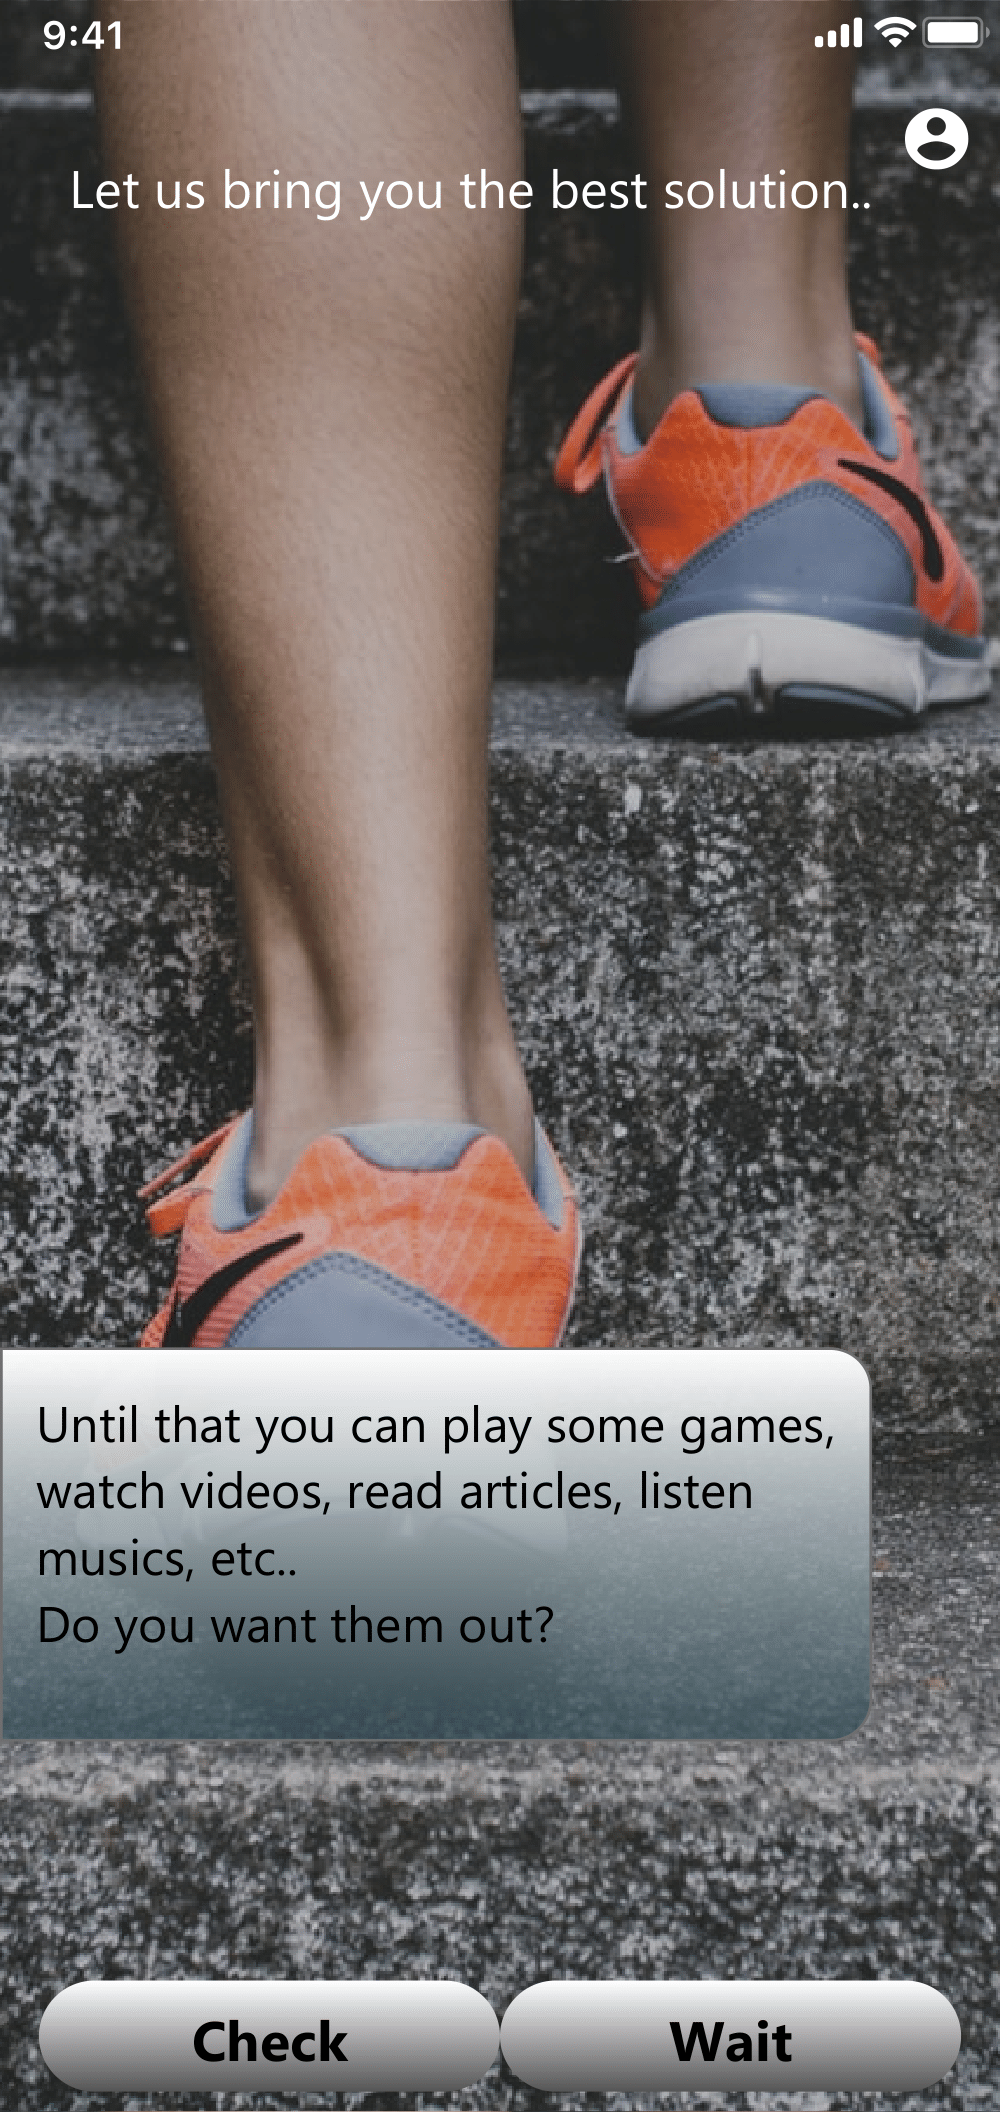 9:41
Let us bring you the best solution..
Until that you can play some games,
watch videos, read articles, listen
musics, etc..
Do you want them out?
Check
Wait